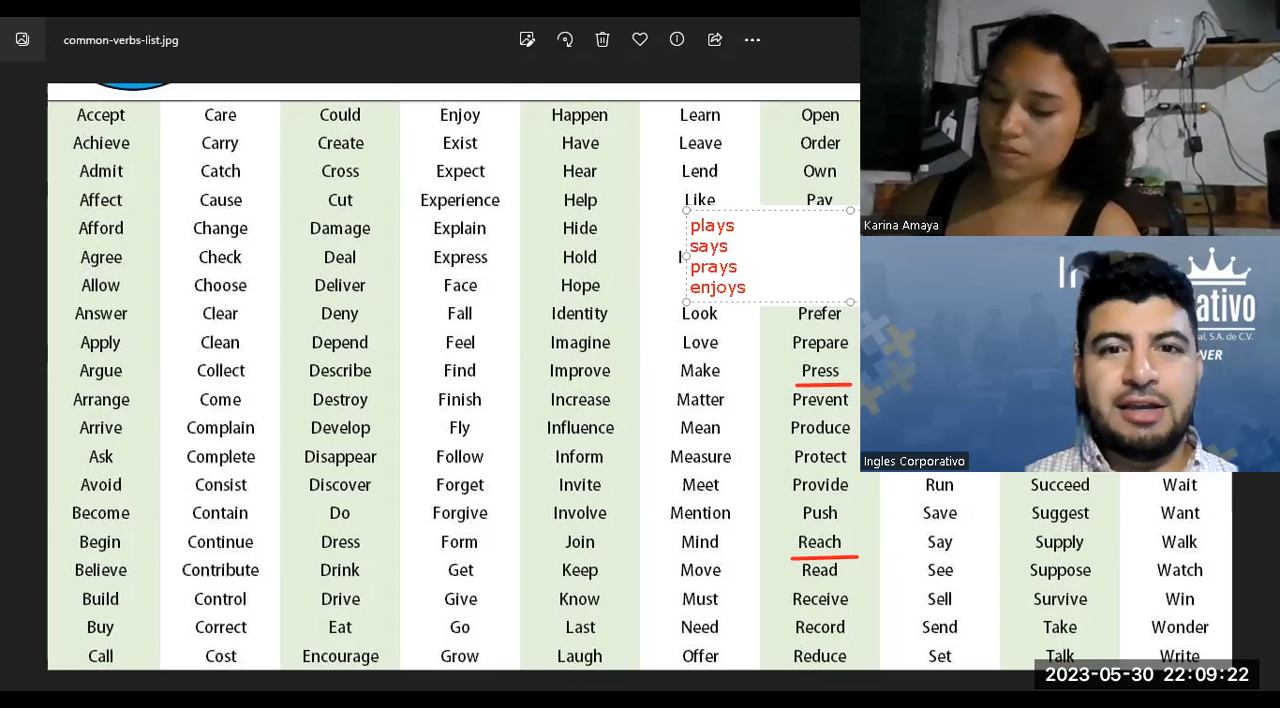 common-verbs-list.jpg
Accept Care Could Enjoy Happen Learn Open
Achieve Carry Create Exist Have Leave Order
Admit Catch Cross Expect Hear Lend Own
Affect Cause Cut Experience Help Like Pay
Afford Change Damage Explain Hide
Agree Check Deal Express Hold
Allow Choose Deliver Face Hope
plays
says
prays
enjoys
Answer Clear Deny Fall Identity Look Prefer
Apply Clean Depend Feel Imagine Love Prepare
Argue Collect Describe Find Improve Make Press
Arrange Come Destroy Finish Increase Matter Prevent
Arrive Complain Develop Fly Influence Mean Produce
Ask Complete Disappear Follow Inform Measure Protect
Avoid Consist Discover Forget Invite Meet Provide Run Succeed Wait
Become Contain Do Forgive Involve Mention Push Save Suggest Want
Begin Continue Dress Form Join Mind Reach Say Supply Walk
Believe Contribute Drink Get Keep Move Read See Suppose Watch
Build Control Drive Give Know Must Receive Sell Survive Win
Buy Correct Eat Go Last Need Record Send Take Wonder
Call Cost Encourage Grow Laugh Offer Reduce Set Talk Write
Karina Amaya
ativo
al, S.A. de C.V.
NER
Ingles Corporativo
2023-05-30 22:09:22